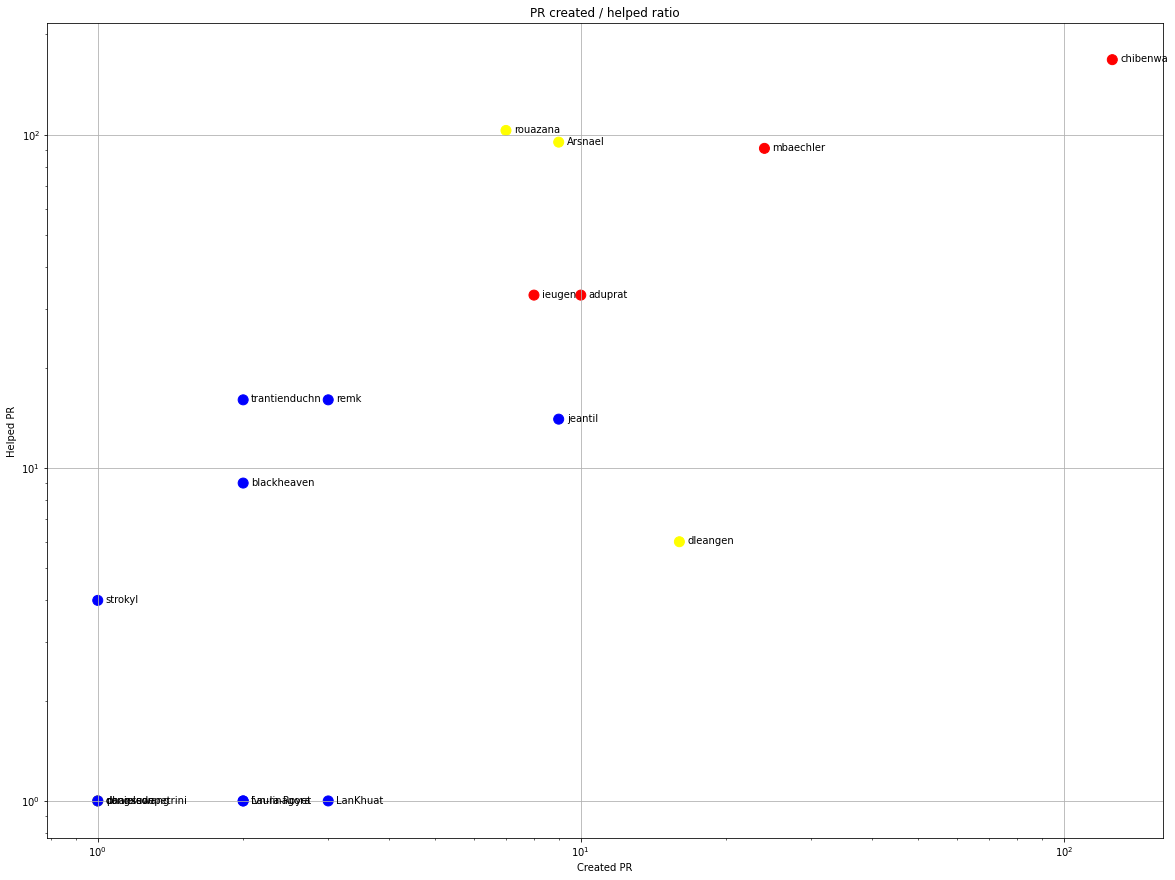 PR created / helped ratio
chibenwa
rouazana
10²
Arsnael
mbaechler
ieugen
aduprat
trantienduchn
remk
jeantil
Helped PR
10¹
blackheaven
dleangen
strokyl
10⁰
LanKhuat
10⁰
10¹
10²
Created PR